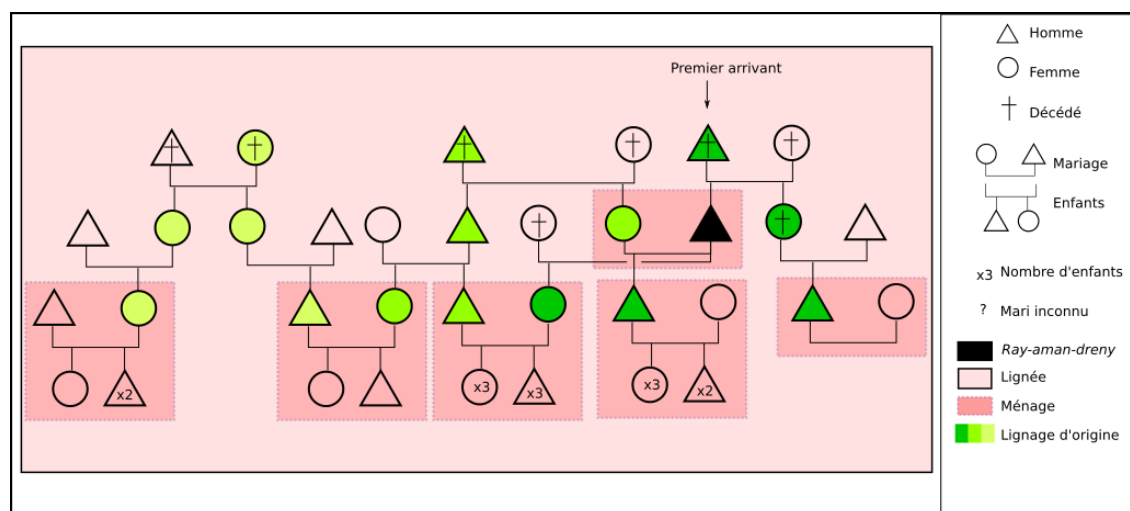 Premier arrivant
x2
x3
x3
x3
x2
Homme
Femme
Décédé
Mariage
Enfants
x3 Nombre d'enfants
? Mari inconnu
Ray-aman-dreny
Lignée
Ménage
Lignage d'origine